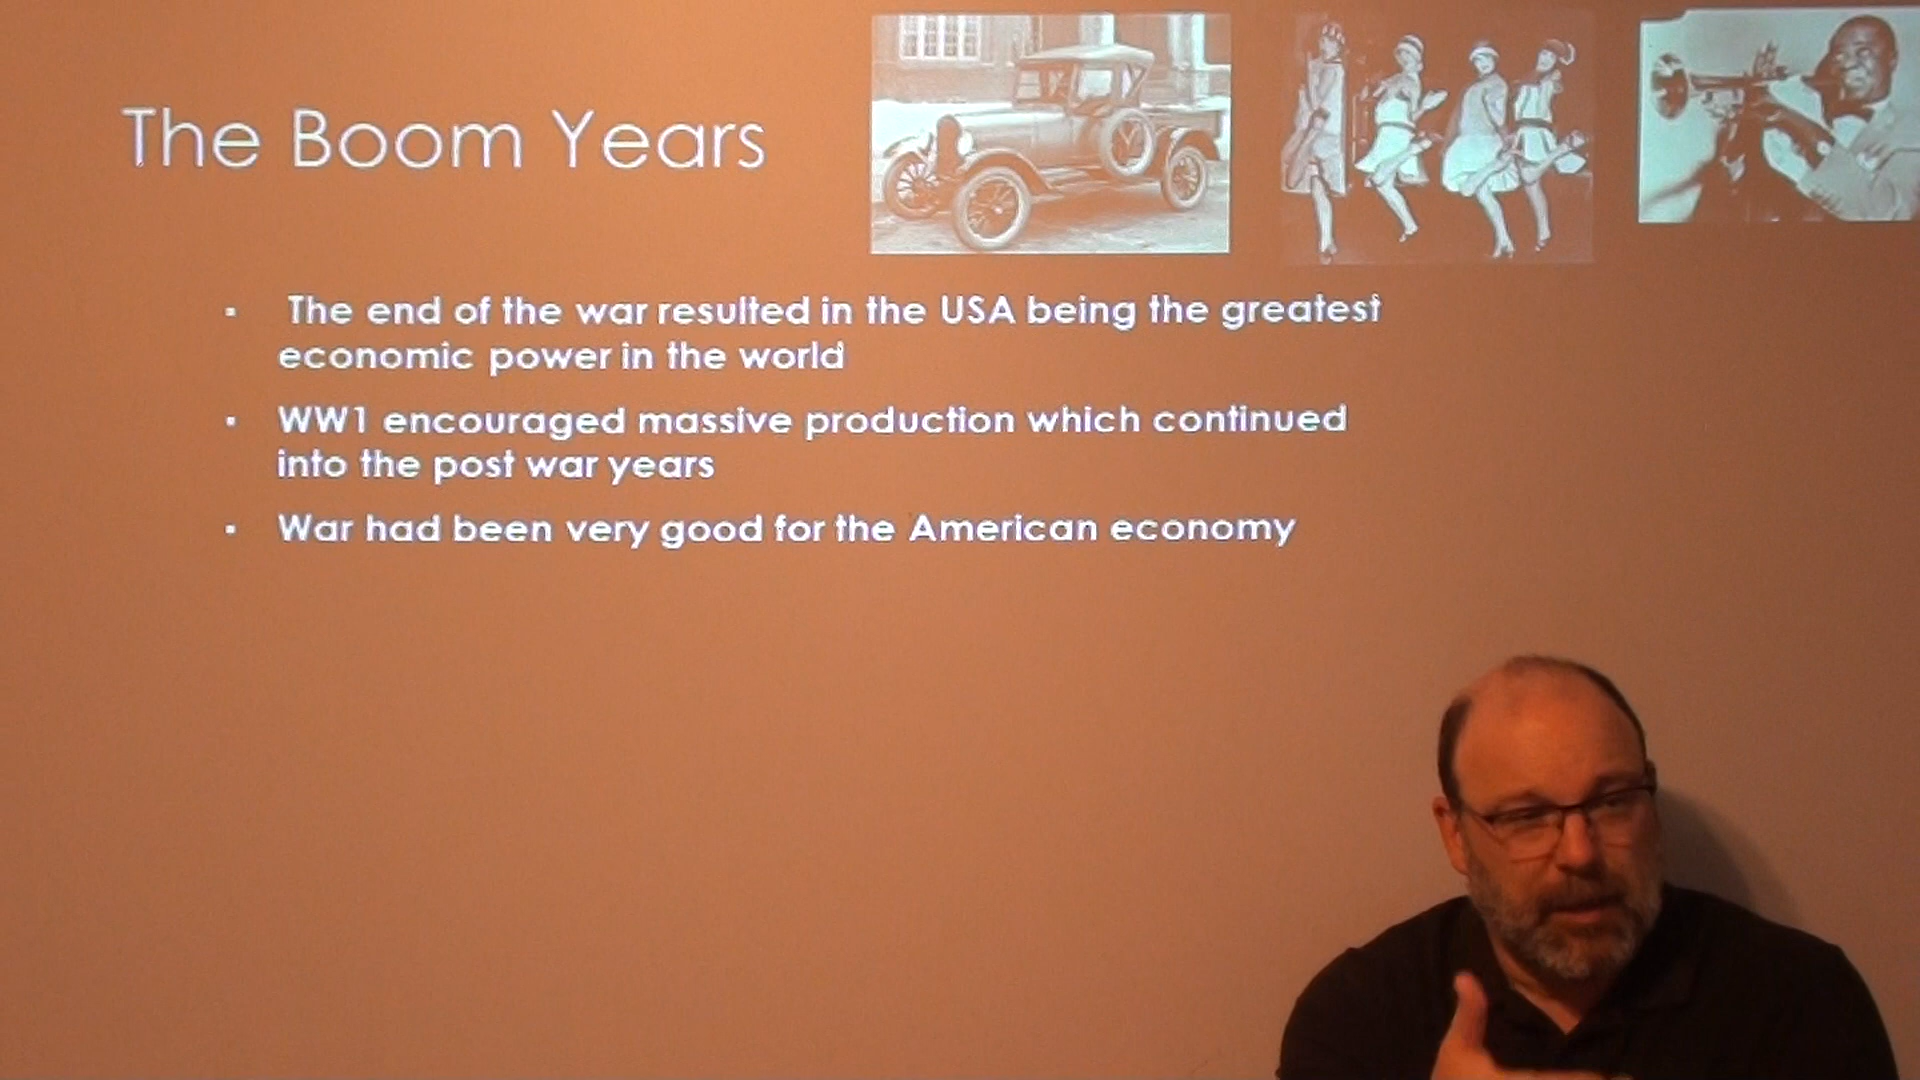 The Boom Years
▪ The end of the war resulted in the USA being the greatest
economic power in the world
▪ WW1 encouraged massive production which continued
into the post war years
▪ War had been very good for the American economy